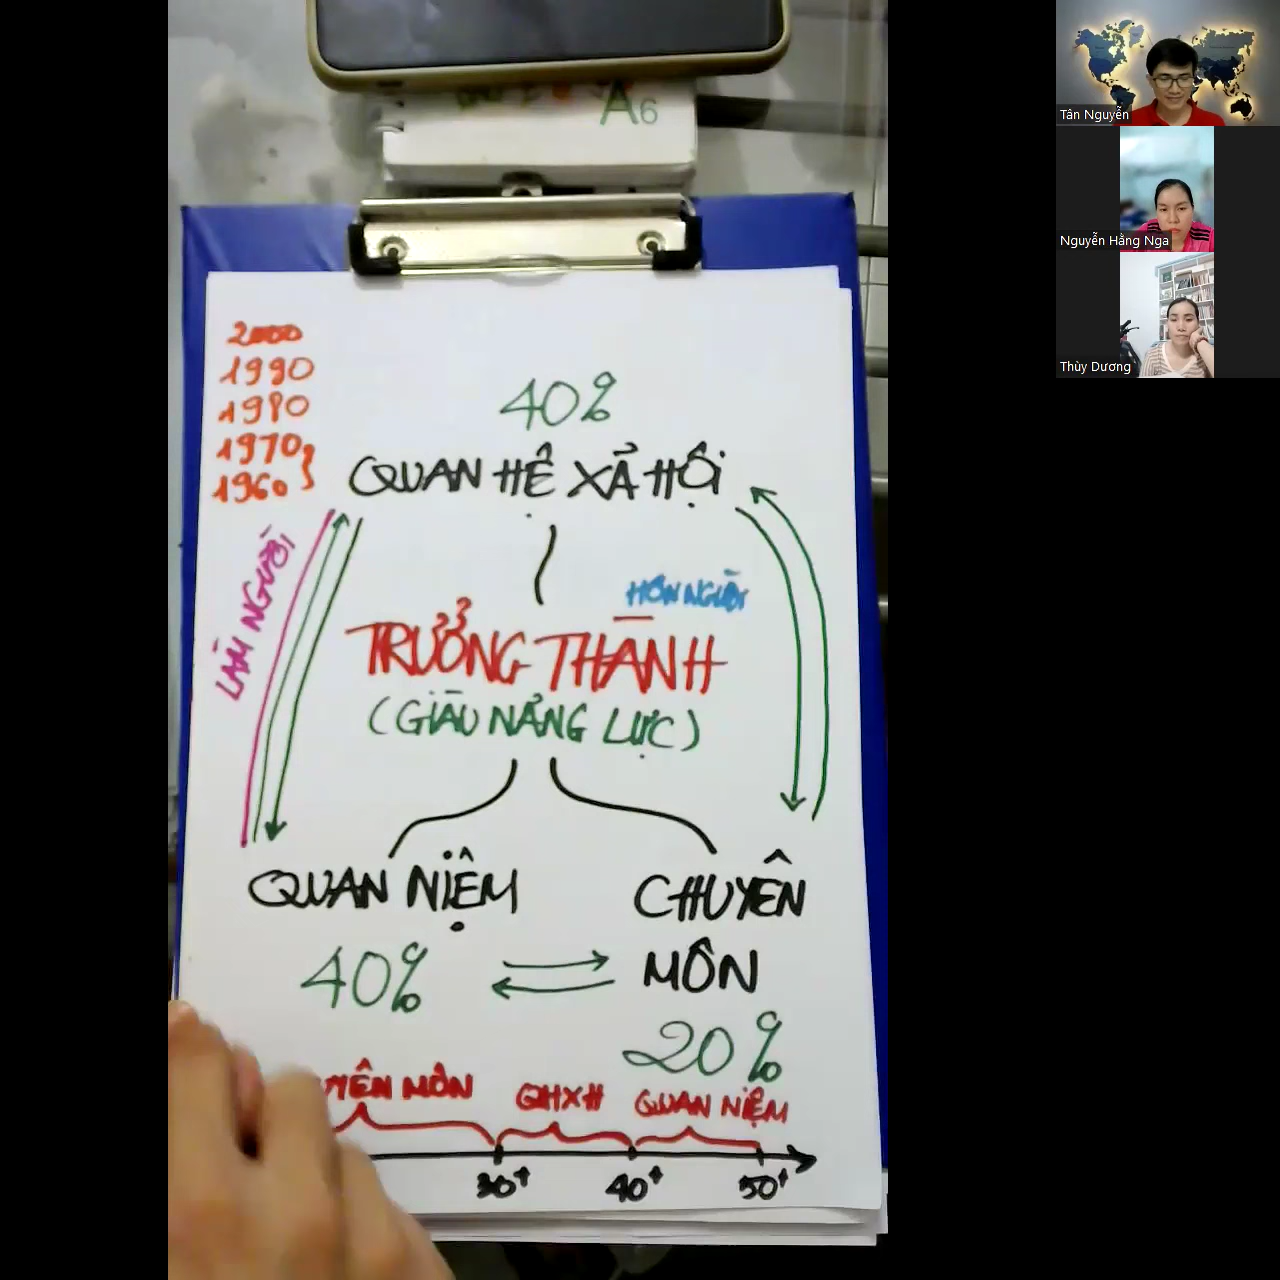 A6
Tân Nguyễn
Nguyễn Hằng Nga
Thùy Dương
2000
1990
1980
1970
1960
40%
QUAN HỆ XÃ HỘI
LÀM NGƯỜI
HƠN NGƯỜI
TRƯỞNG THÀNH
(GIÀU NĂNG LỰC)
QUAN NIỆM
40%
CHUYÊN
MÔN
20%
YÊN MÔN
QHXH
QUAN NIỆM
30+
40+
50+